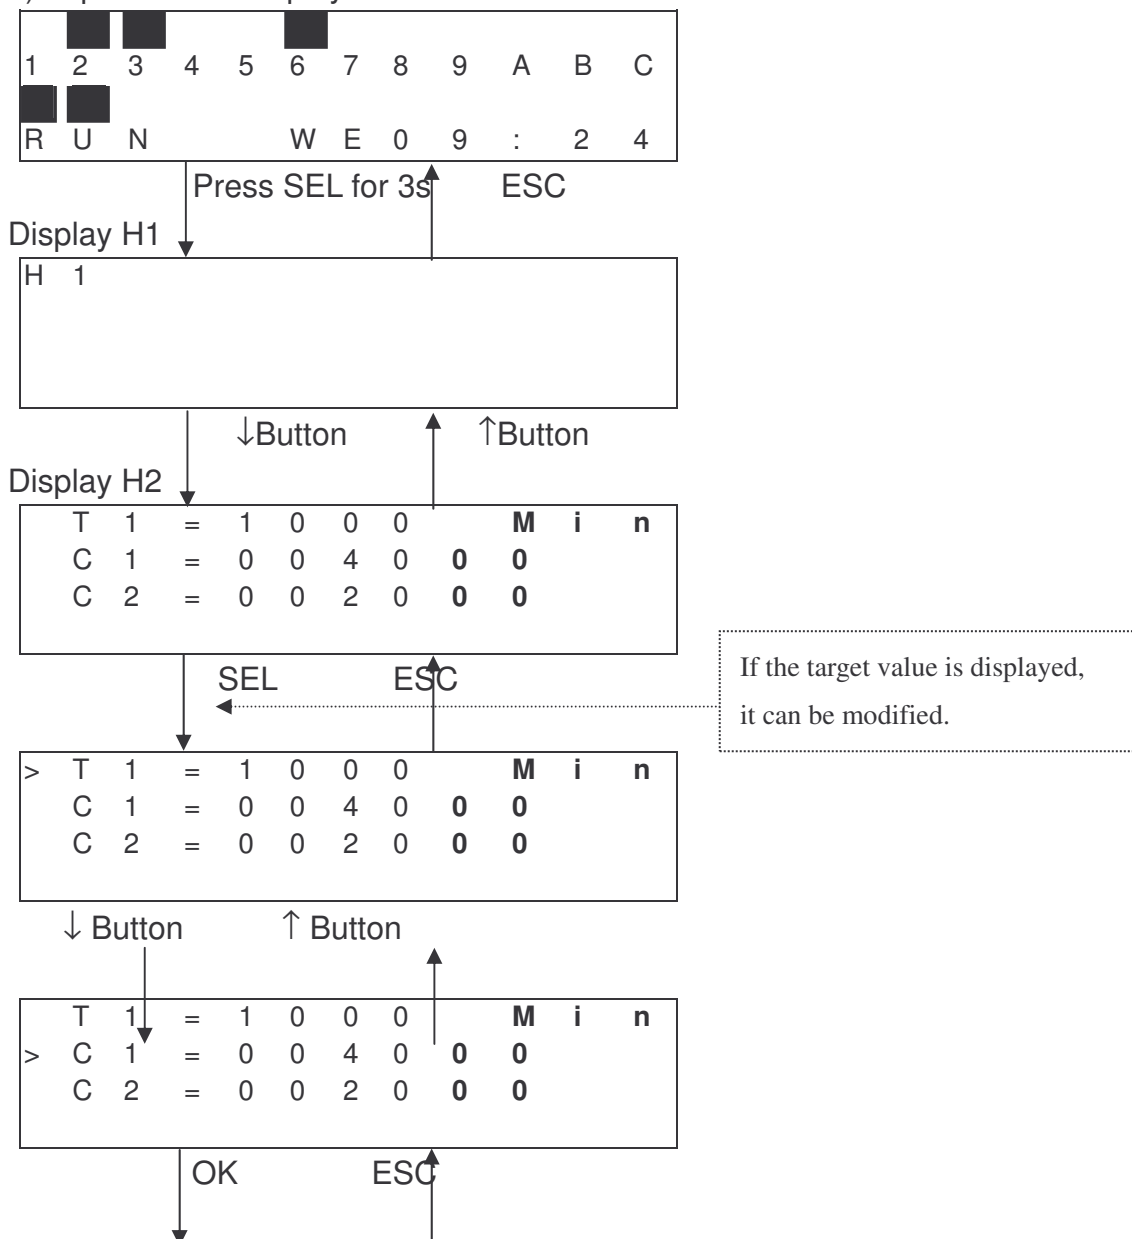 1 2 3 4 5 6 7 8 9 A B C
R U N W E 0 9 : 2 4
Press SEL for 3s ESC
Display H1
H 1
↓Button ↑Button
Display H2
T 1 = 1 0 0 0 M i n
C 1 = 0 0 4 0 0 0
C 2 = 0 0 2 0 0 0
SEL ESC
If the target value is displayed,
it can be modified.
> T 1 = 1 0 0 0 M i n
C 1 = 0 0 4 0 0 0
C 2 = 0 0 2 0 0 0
↓ Button ↑ Button
T 1 = 1 0 0 0 M i n
> C 1 = 0 0 4 0 0 0
C 2 = 0 0 2 0 0 0
OK ESC